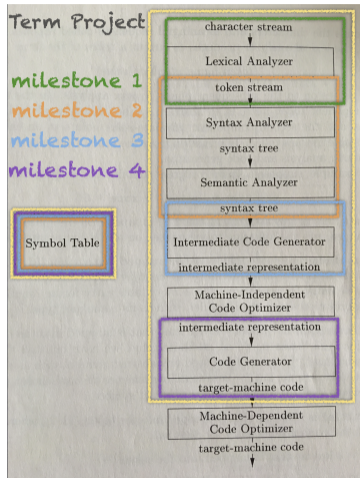 Term Project
milestone 1
milestone 2
milestone 3
milestone 4
Symbol Table
character stream
Lexical Analyzer
token stream
Syntax Analyzer
syntax tree
Semantic Analyzer
syntax tree
Intermediate Code Generator
intermediate representation
Machine-Independent
Code Optimizer
intermediate representation
Code Generator
target-machine code
Machine-Dependent
Code Optimizer
target-machine code